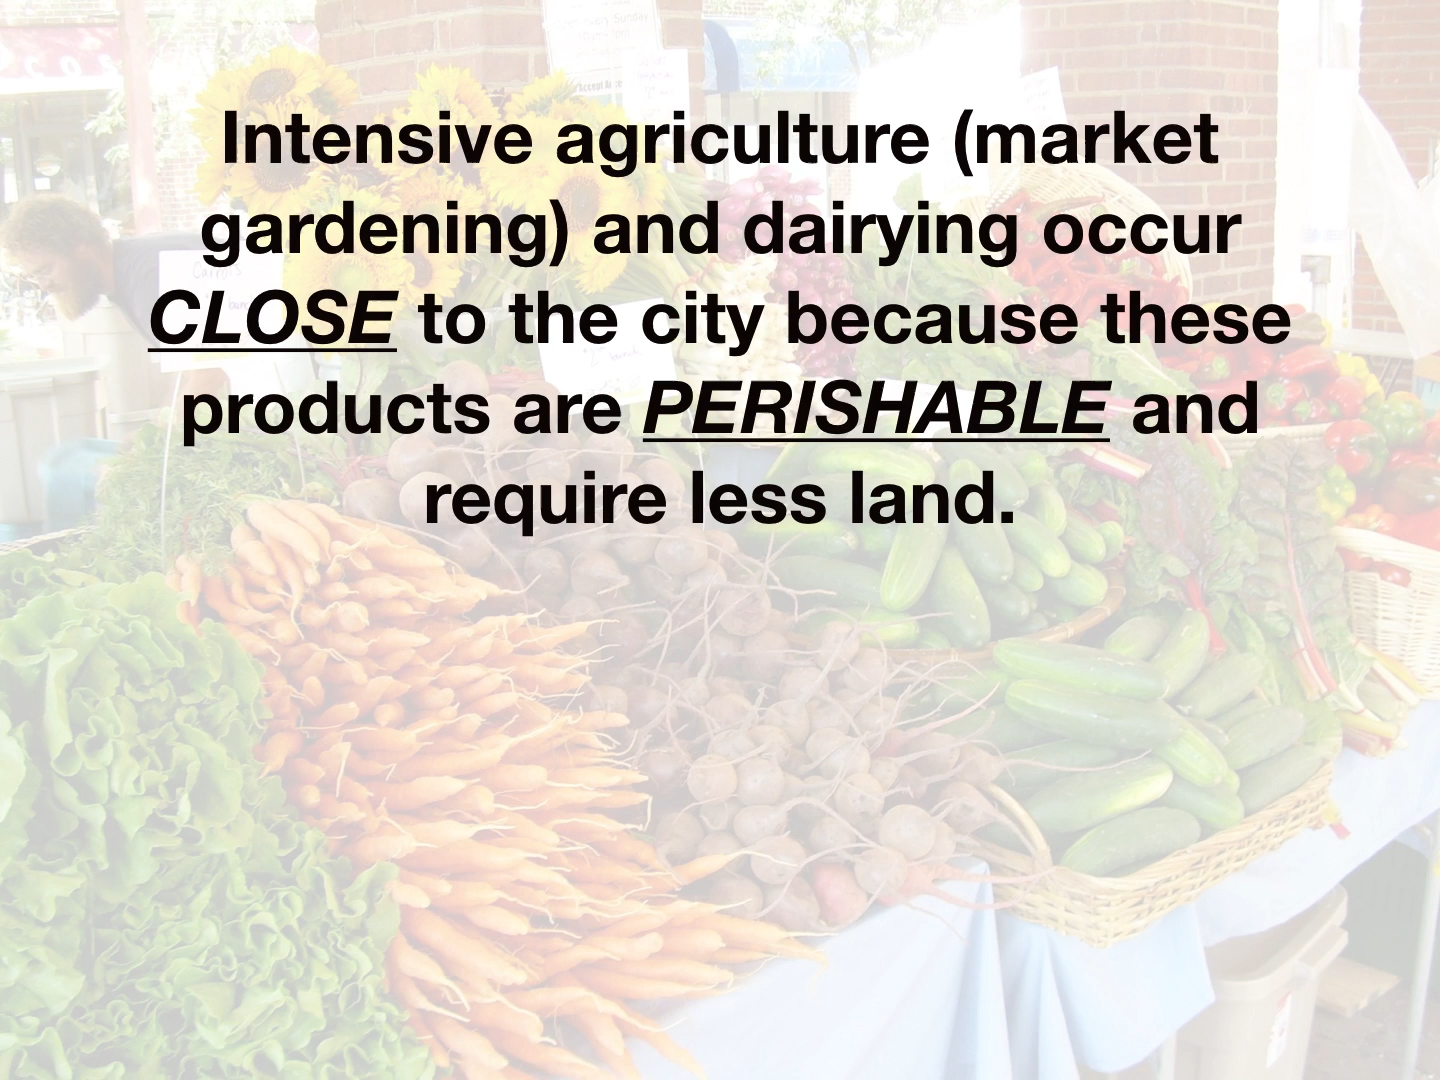 Intensive agriculture (market
gardening) and dairying occur
CLOSE to the city because these
products are PERISHABLE and
require less land.
Carrots